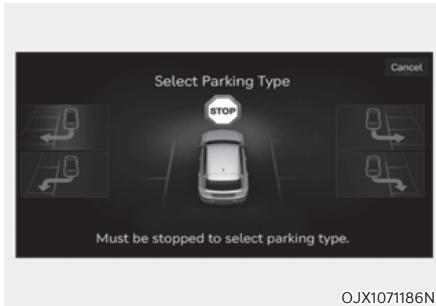 Cancel
Select Parking Type
STOP
Must be stopped to select parking type.
OJX1071186N